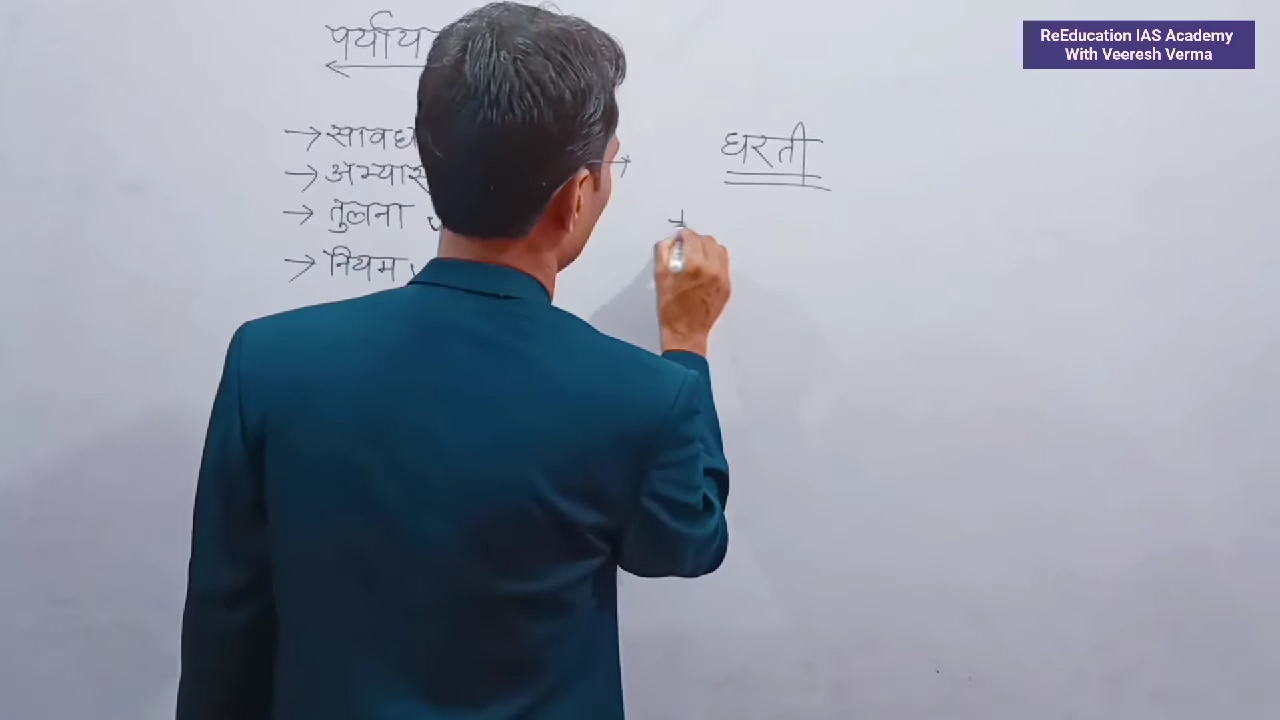 पर्याय
→ सावध
→ अभ्यास
→ तुलना
→ नियम
धरती
ReEducation IAS Academy
With Veeresh Verma